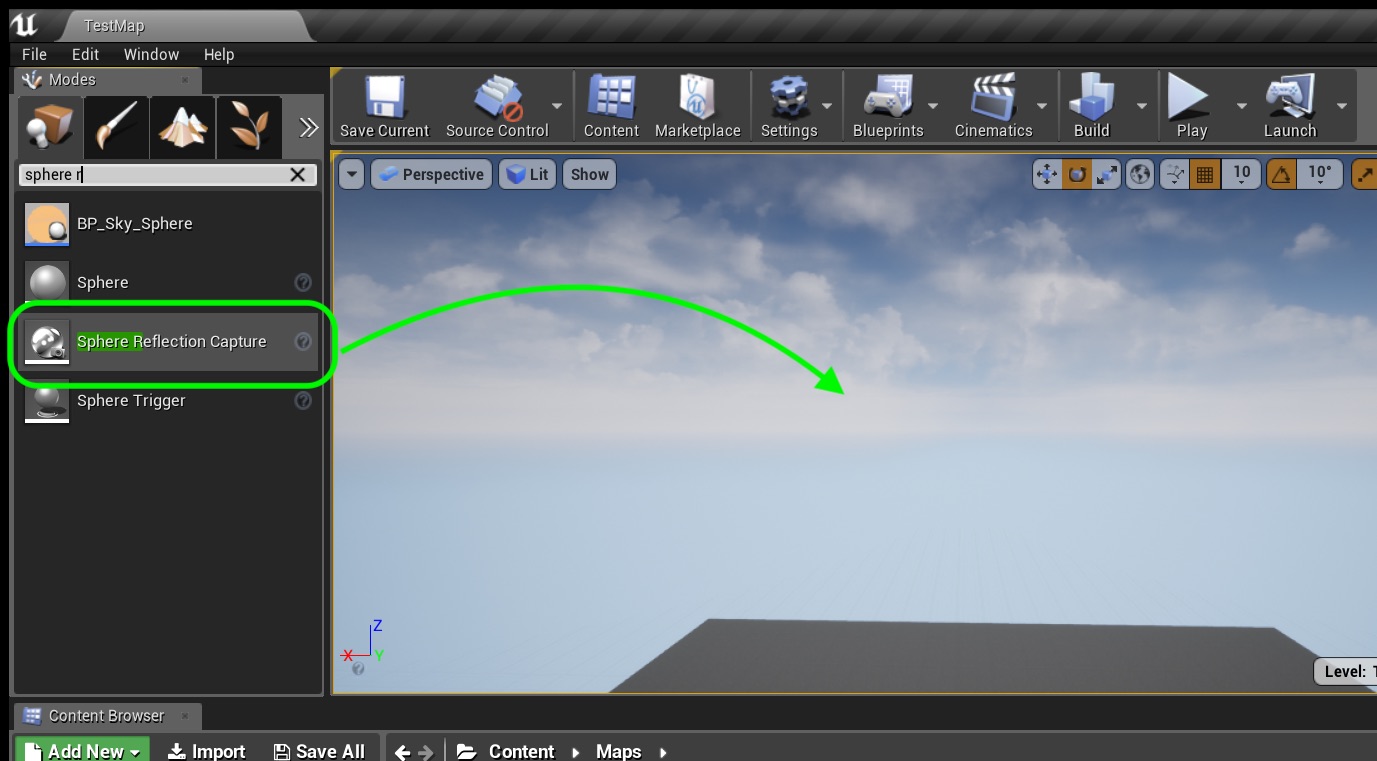 TestMap
File Edit Window Help
Modes
Save Current Source Control Content Marketplace Settings Blueprints Cinematics Build Play Launch
sphere r
Perspective Lit Show 10 10°
BP_Sky_Sphere
Sphere
Sphere Reflection Capture
Sphere Trigger
Z
X Y
Level: T
Content Browser
Add New Import Save All Content Maps